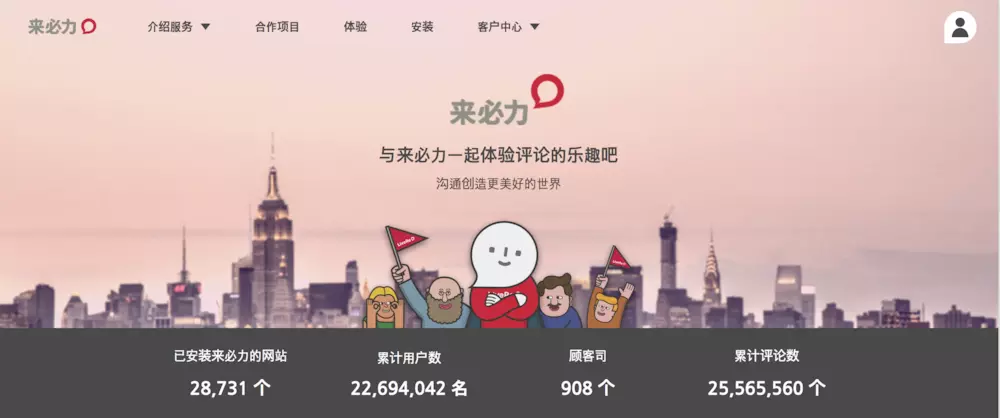 来必力
介绍服务
合作项目
体验
安装
客户中心
来必力
与来必力一起体验评论的乐趣吧
沟通创造更美好的世界
LiveRe
已安装来必力的网站
累计用户数
顾客司
累计评论数
28,731 个
22,694,042 名
908 个
25,565,560 个